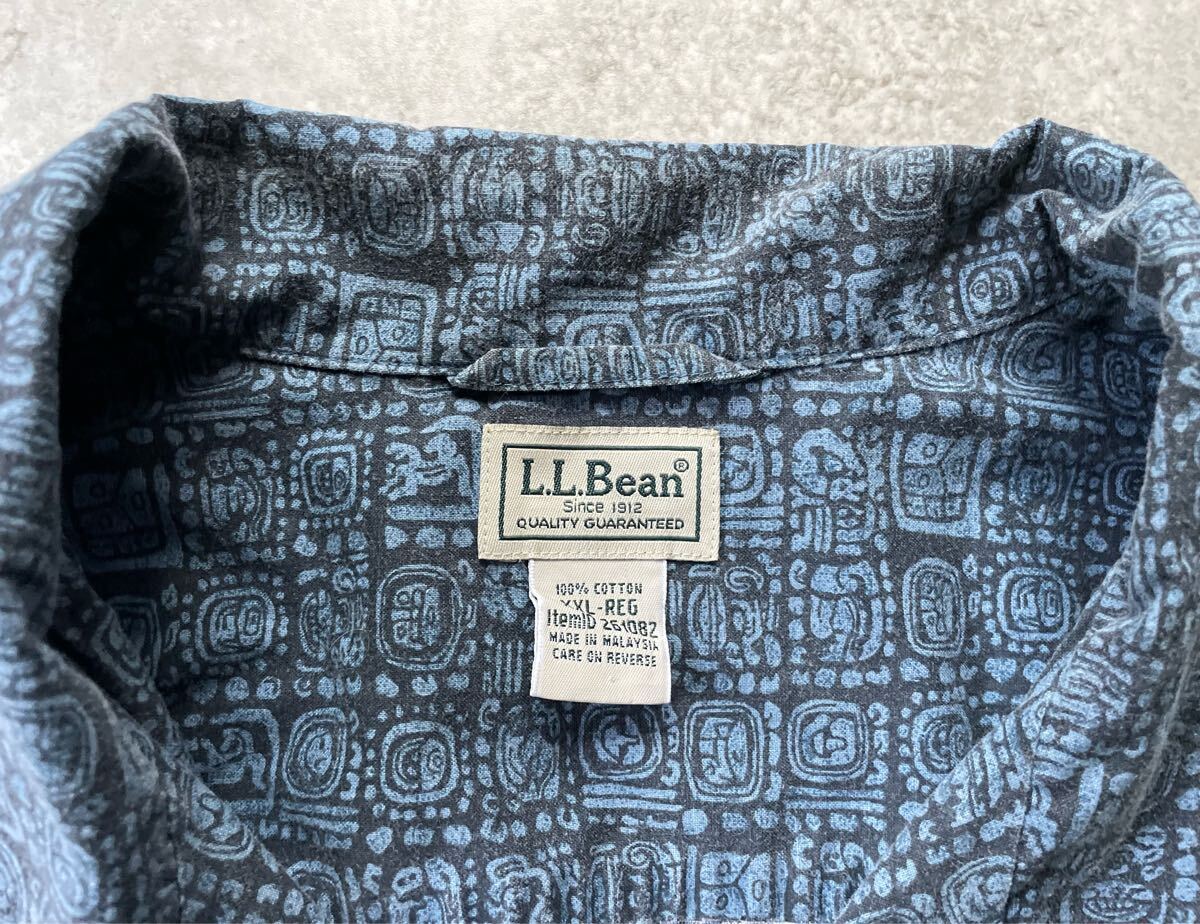 L.L.Bean®
Since 1912
QUALITY GUARANTEED
100% COTTON
XXL-REG
ItemID 261082
MADE IN MALAYSIA
CARE ON REVERSE